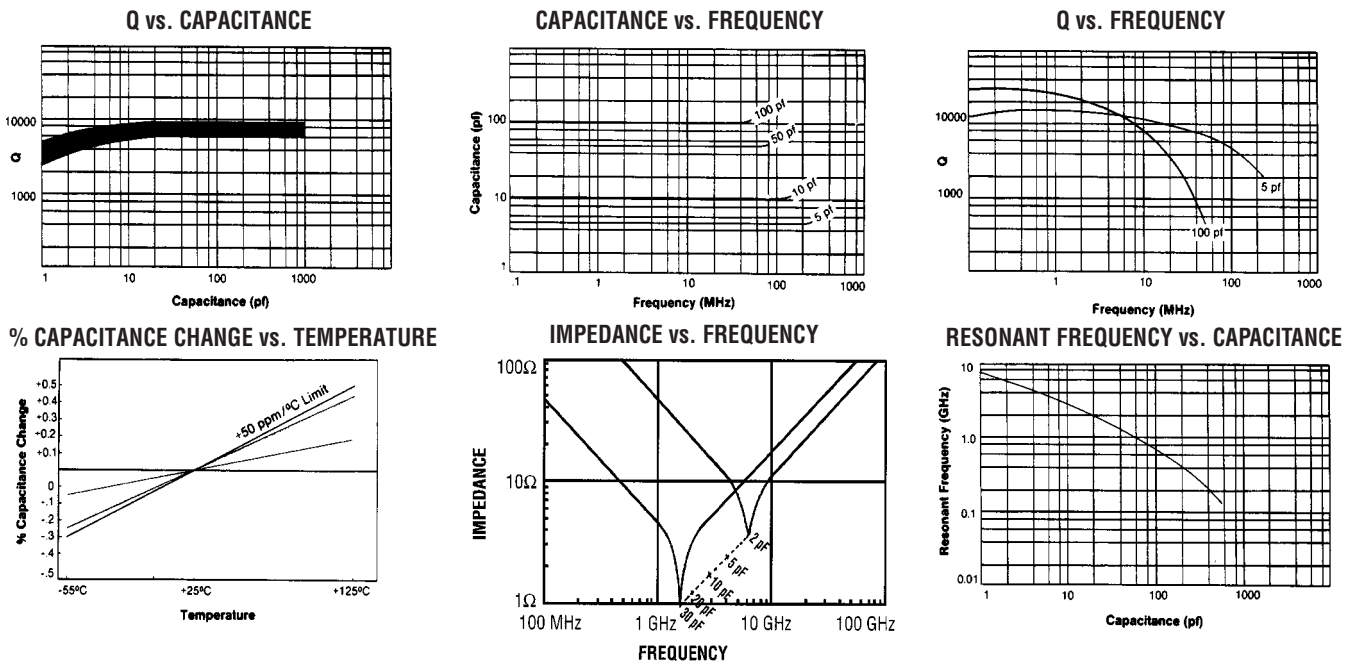 Q vs. CAPACITANCE
10000
Q
1000
1 10 100 1000
Capacitance (pf)
CAPACITANCE vs. FREQUENCY
Capacitance (pf)
100
10
1
100 pf
50 pf
10 pf
5 pf
.1 1 10 100 1000
Frequency (MHz)
Q vs. FREQUENCY
10000
Q
1000
5 pf
100 pf
1 10 100 1000
Frequency (MHz)
% CAPACITANCE CHANGE vs. TEMPERATURE
% Capacitance Change
+0.5
+0.4
+0.3
+0.2
+0.1
0
-.1
-.2
-.3
-.4
-.5
+50 ppm/ºC Limit
-55ºC +25ºC +125ºC
Temperature
IMPEDANCE vs. FREQUENCY
IMPEDANCE
100Ω
10Ω
1Ω
2 pF
5 pF
10 pF
20 pF
30 pF
100 MHz 1 GHz 10 GHz 100 GHz
FREQUENCY
RESONANT FREQUENCY vs. CAPACITANCE
Resonant Frequency (GHz)
10
1.0
0.1
0.01
1 10 100 1000
Capacitance (pf)